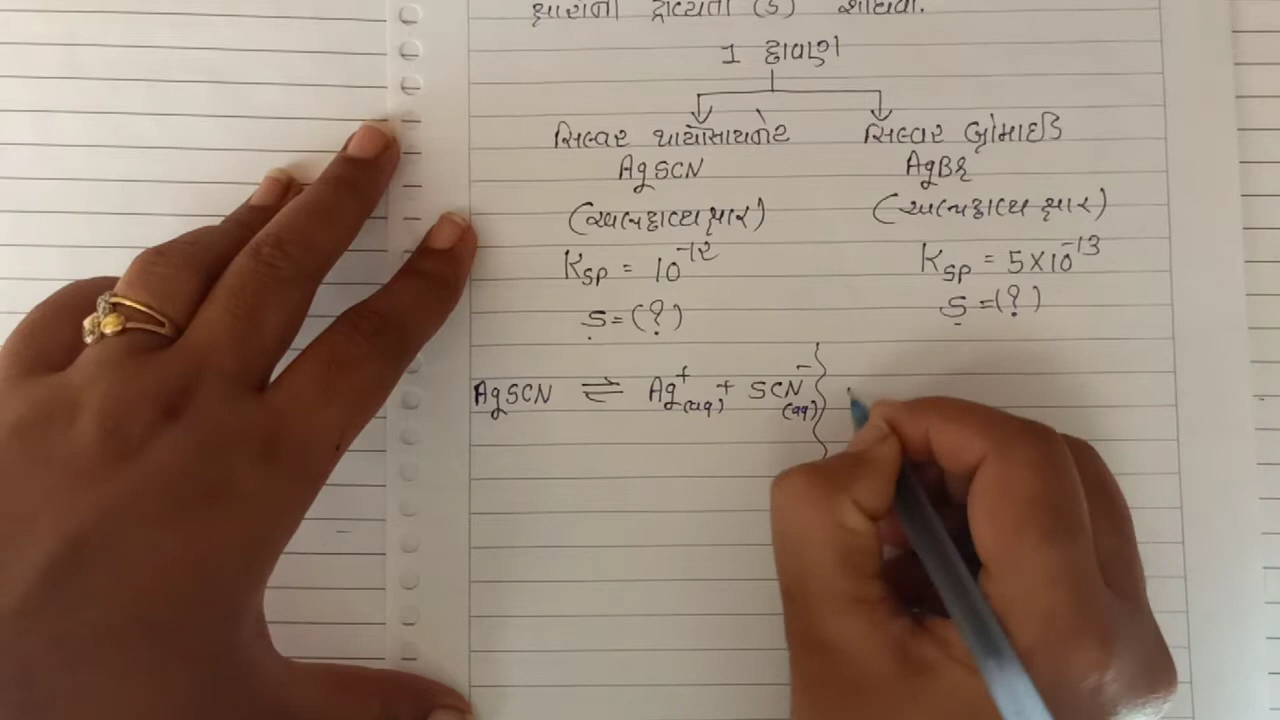 ક્ષારોની દ્રાવ્યતા (S) શોધવી.
1 દ્રાવણ
સિલ્વર થાયોસાયનેટ સિલ્વર બ્રોમાઈડ
AgSCN AgBr
(અલ્પદ્રાવ્ય ક્ષાર) (અલ્પદ્રાવ્ય ક્ષાર)
Ksp = 10⁻¹² Ksp = 5×10⁻¹³
S = (?) S = (?)
AgSCN ⇌ Ag⁺(aq) + SCN⁻(aq)